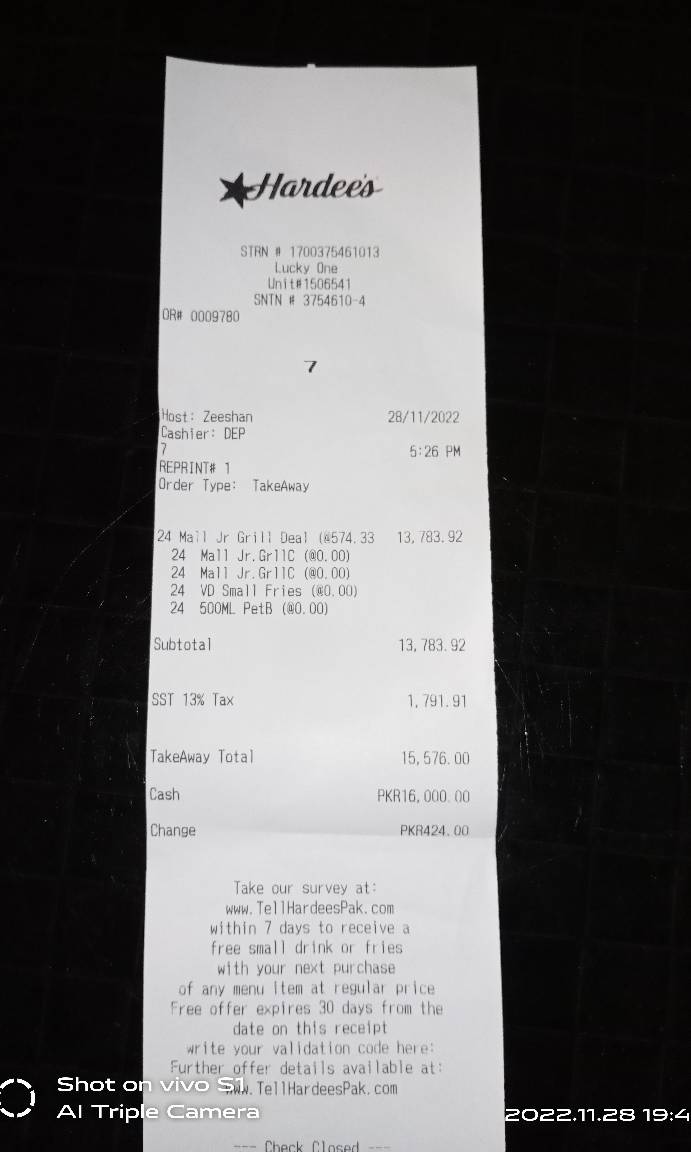 Hardee's
STRN # 1700375461013
Lucky One
Unit#1506541
SNTN # 3754610-4
OR# 0009780
7
Host: Zeeshan 28/11/2022
Cashier: DEP
7 5:26 PM
REPRINT# 1
Order Type: TakeAway
24 Mall Jr Grill Deal (@574.33 13,783.92
24 Mall Jr.GrllC (@0.00)
24 Mall Jr.GrllC (@0.00)
24 VD Small Fries (@0.00)
24 500ML PetB (@0.00)
Subtotal 13,783.92
SST 13% Tax 1,791.91
TakeAway Total 15,576.00
Cash PKR16,000.00
Change PKR424.00
Take our survey at:
www.TellHardeesPak.com
within 7 days to receive a
free small drink or fries
with your next purchase
of any menu item at regular price
Free offer expires 30 days from the
date on this receipt
write your validation code here:
Further offer details available at:
www.TellHardeesPak.com
--- Check Closed ---
Shot on vivo S1
AI Triple Camera
2022.11.28 19:4